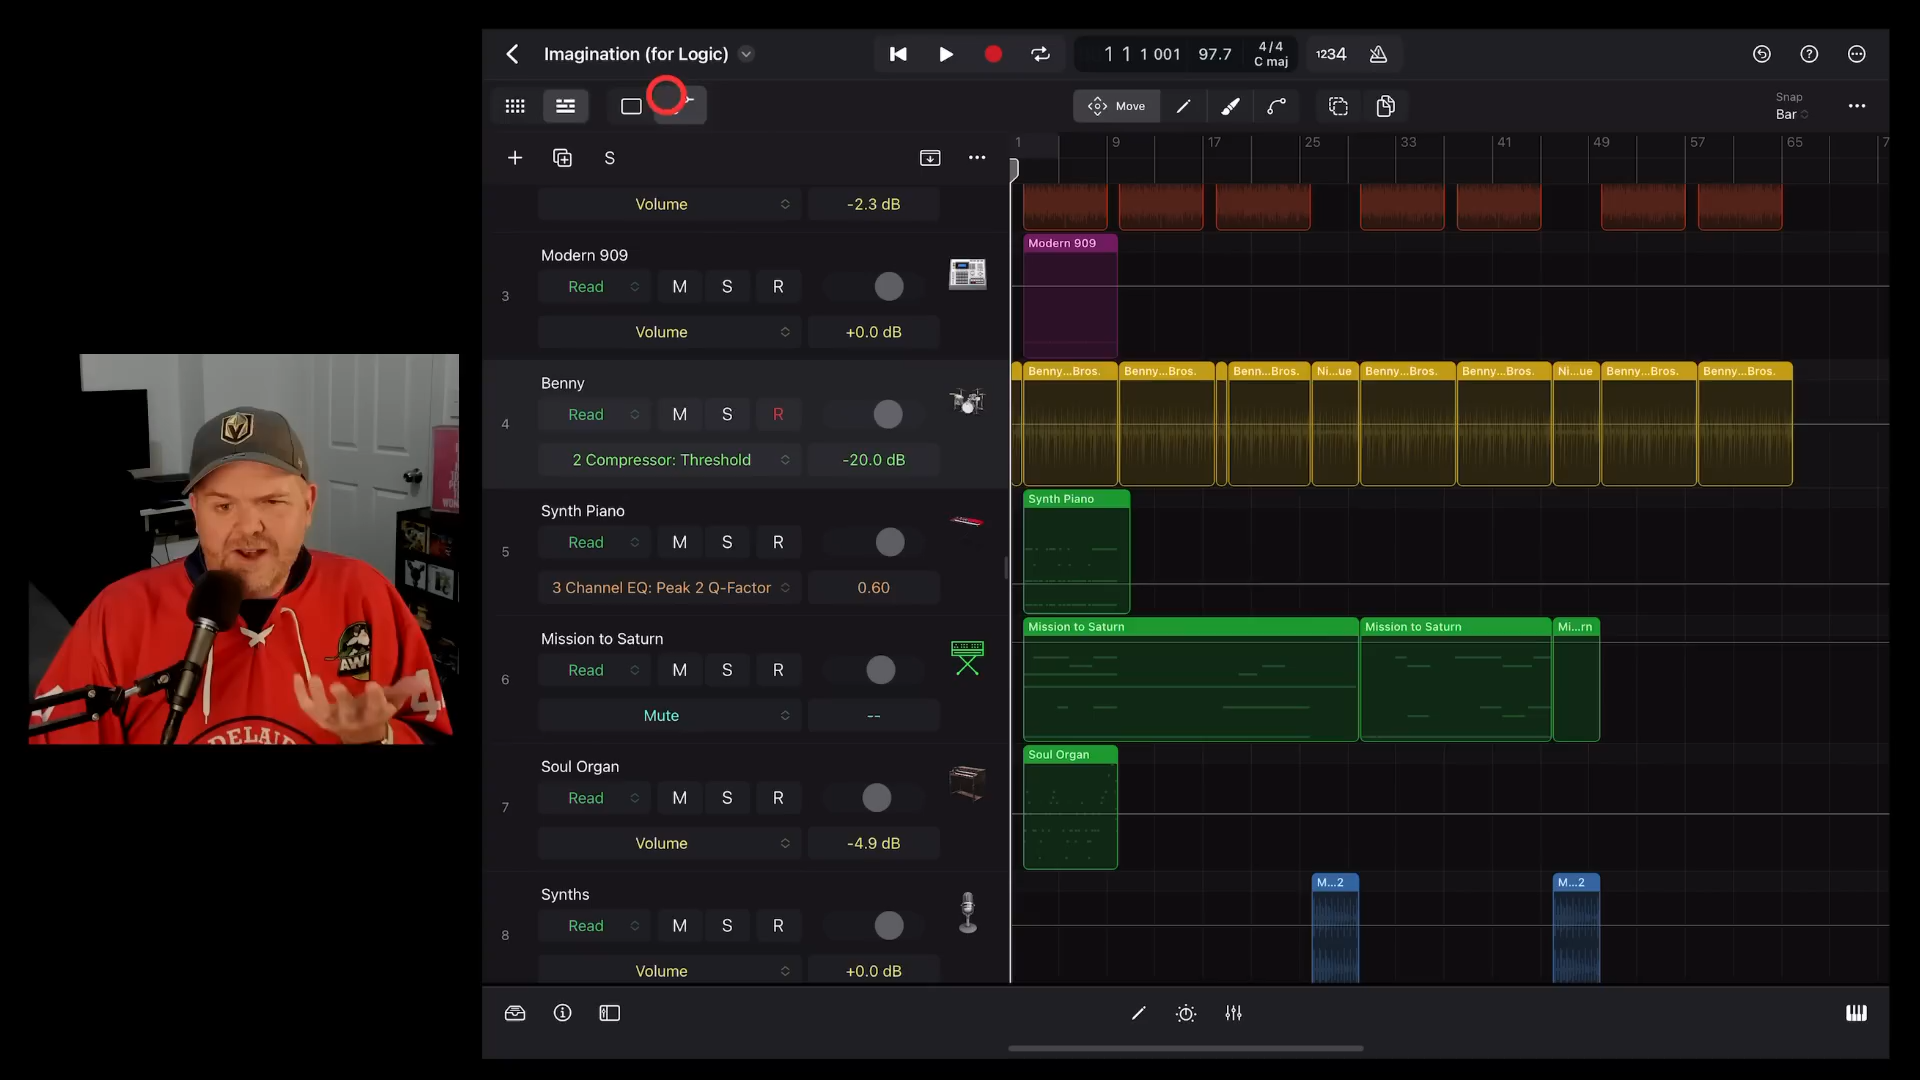 Imagination (for Logic)
1 1 1 001
97.7
4/4
C maj
1234
Move
Snap
Bar
S
1
9
17
25
33
41
49
57
65
7
Volume
-2.3 dB
3
Modern 909
Read
M
S
R
Volume
+0.0 dB
Modern 909
4
Benny
Read
M
S
R
2 Compressor: Threshold
-20.0 dB
Benny...Bros.
Benny...Bros.
Benn...Bros.
Ni...ue
Benny...Bros.
Benny...Bros.
Ni...ue
Benny...Bros.
Benny...Bros.
5
Synth Piano
Read
M
S
R
3 Channel EQ: Peak 2 Q-Factor
0.60
Synth Piano
6
Mission to Saturn
Read
M
S
R
Mute
--
Mission to Saturn
Mission to Saturn
Mi...rn
7
Soul Organ
Read
M
S
R
Volume
-4.9 dB
Soul Organ
8
Synths
Read
M
S
R
Volume
+0.0 dB
M...2
M...2